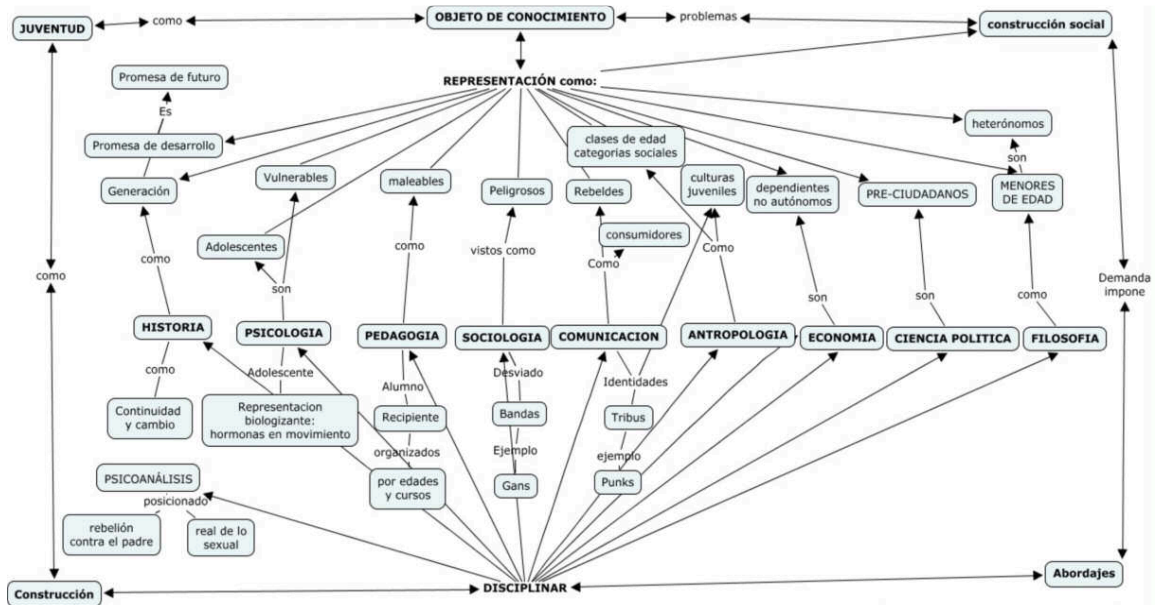 JUVENTUD
como
OBJETO DE CONOCIMIENTO
problemas
construcción social
REPRESENTACIÓN como:
Promesa de futuro
Es
Promesa de desarrollo
Generación
Vulnerables
maleables
Peligrosos
clases de edad
categorias sociales
Rebeldes
culturas
juveniles
dependientes
no autónomos
PRE-CIUDADANOS
heterónomos
son
MENORES
DE EDAD
Adolescentes
consumidores
como
como
son
como
vistos como
Como
Como
son
son
como
Demanda
impone
HISTORIA
PSICOLOGIA
PEDAGOGIA
SOCIOLOGIA
COMUNICACION
ANTROPOLOGIA
ECONOMIA
CIENCIA POLITICA
FILOSOFIA
como
Adolescente
Alumno
Desviado
Identidades
Continuidad
y cambio
Representacion
biologizante:
hormonas en movimiento
Recipiente
Bandas
Tribus
organizados
Ejemplo
ejemplo
PSICOANÁLISIS
por edades
y cursos
Gans
Punks
posicionado
rebelión
contra el padre
real de lo
sexual
Construcción
DISCIPLINAR
Abordajes